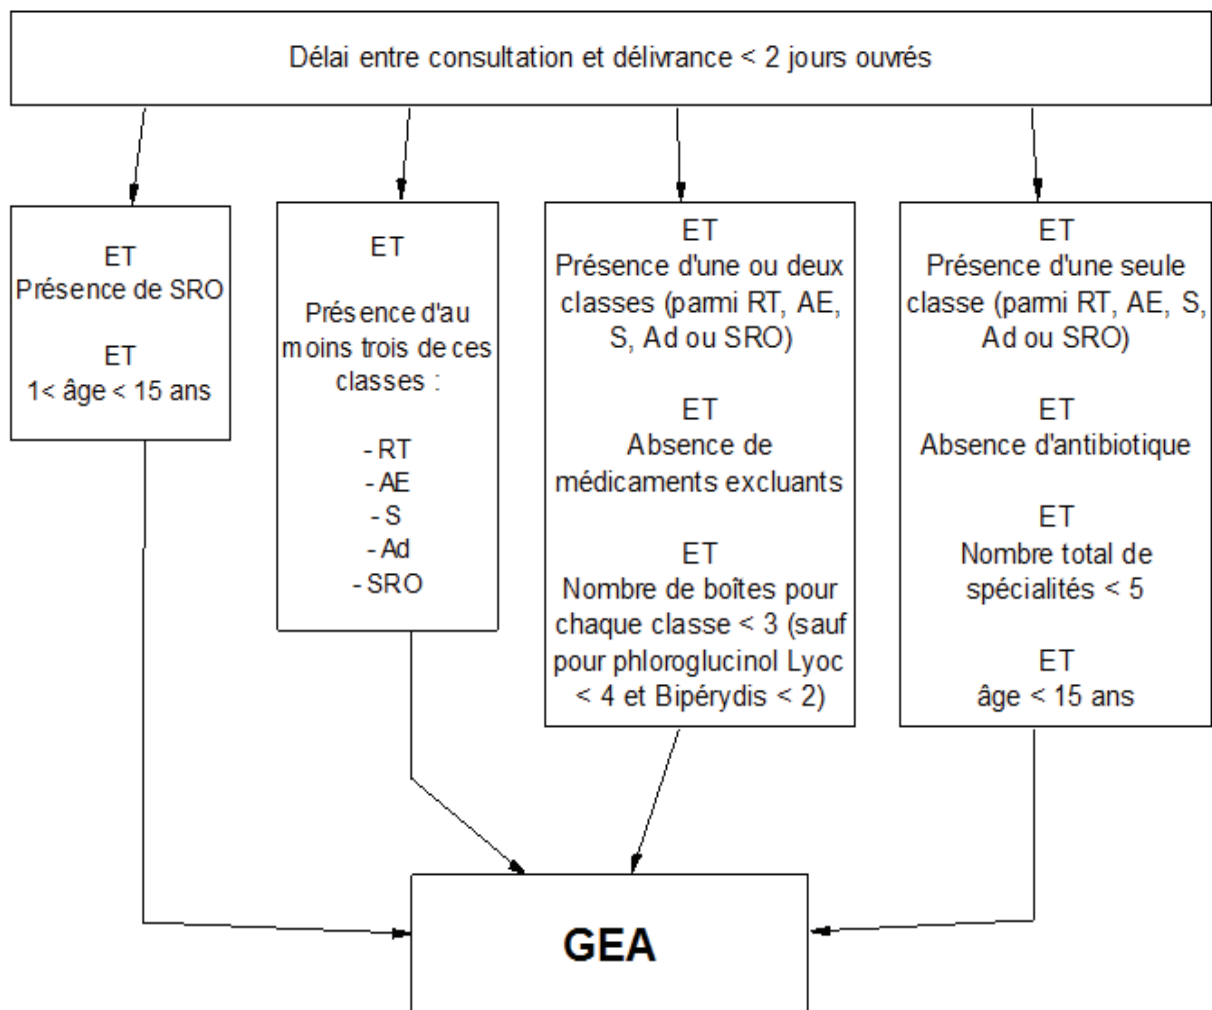 Délai entre consultation et délivrance < 2 jours ouvrés
ET
Présence de SRO
ET
1< âge < 15 ans
ET
Présence d'au
moins trois de ces
classes :
- RT
- AE
- S
- Ad
- SRO
ET
Présence d'une ou deux
classes (parmi RT, AE,
S, Ad ou SRO)
ET
Absence de
médicaments excluants
ET
Nombre de boîtes pour
chaque classe < 3 (sauf
pour phloroglucinol Lyoc
< 4 et Bipérydis < 2)
ET
Présence d'une seule
classe (parmi RT, AE, S,
Ad ou SRO)
ET
Absence d'antibiotique
ET
Nombre total de
spécialités < 5
ET
âge < 15 ans
GEA